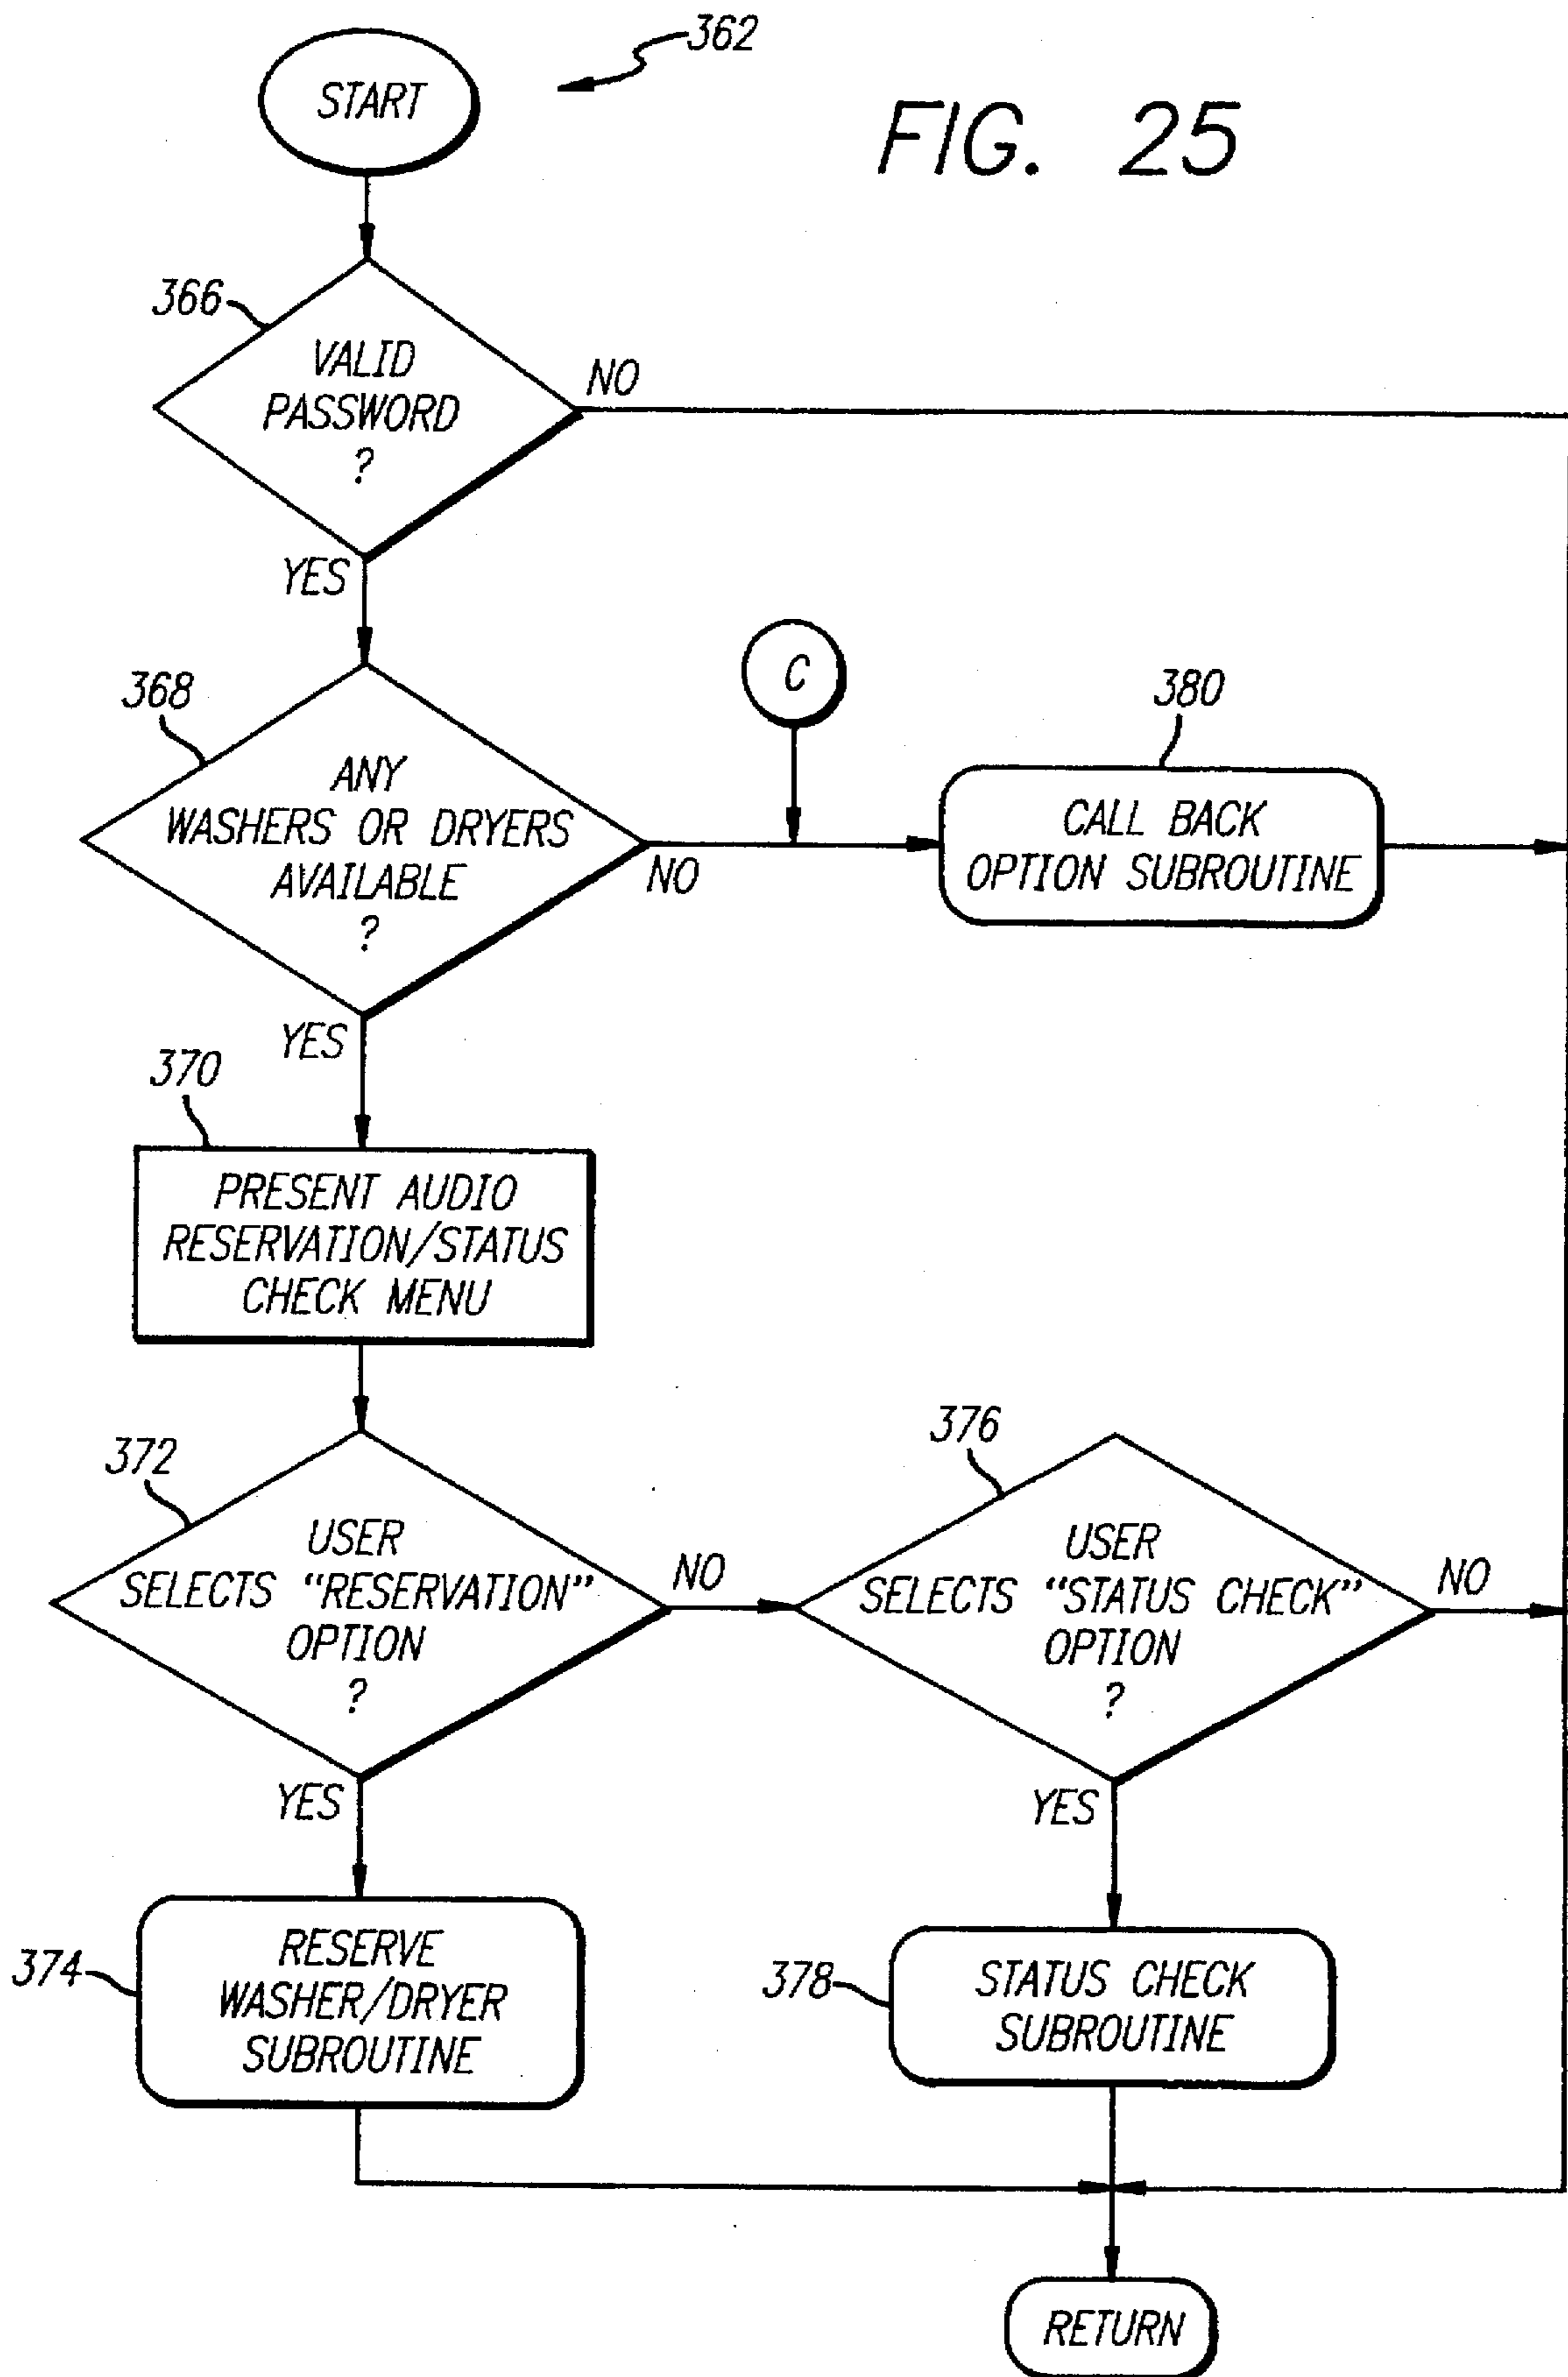 362
START
FIG. 25
366
VALID
PASSWORD
?
NO
YES
C
368
380
ANY
WASHERS OR DRYERS
AVAILABLE
?
NO
CALL BACK
OPTION SUBROUTINE
YES
370
PRESENT AUDIO
RESERVATION/STATUS
CHECK MENU
372
376
USER
SELECTS "RESERVATION"
OPTION
?
NO
USER
SELECTS "STATUS CHECK"
OPTION
?
NO
YES
YES
374
RESERVE
WASHER/DRYER
SUBROUTINE
378
STATUS CHECK
SUBROUTINE
RETURN